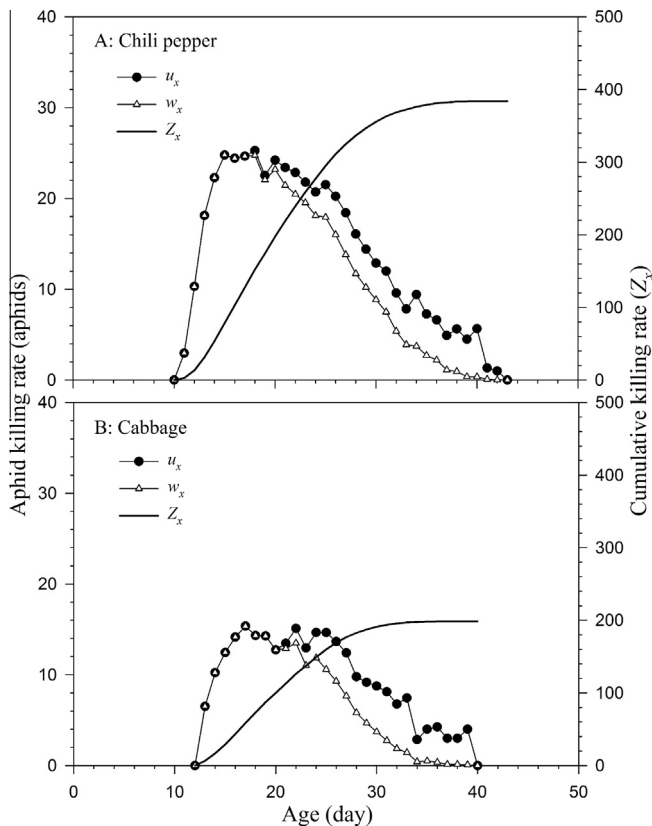 40
500
A: Chili pepper
u_x
w_x
Z_x
400
30
300
20
200
10
100
0
0
40
500
B: Cabbage
u_x
w_x
Z_x
400
30
300
20
200
10
100
0
0
0
10
20
30
40
50
Age (day)
Aphid killing rate (aphids)
Cumulative killing rate (Z_x)